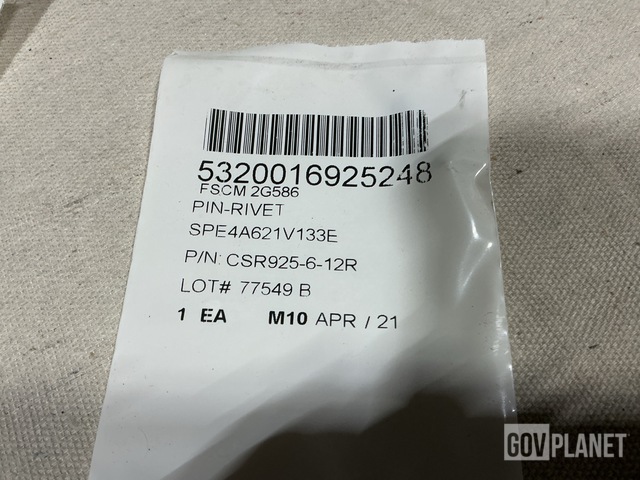 5320016925248
FSCM 2G586
PIN-RIVET
SPE4A621V133E
P/N: CSR925-6-12R
LOT# 77549 B
1 EA M10 APR / 21
GOVPLANET